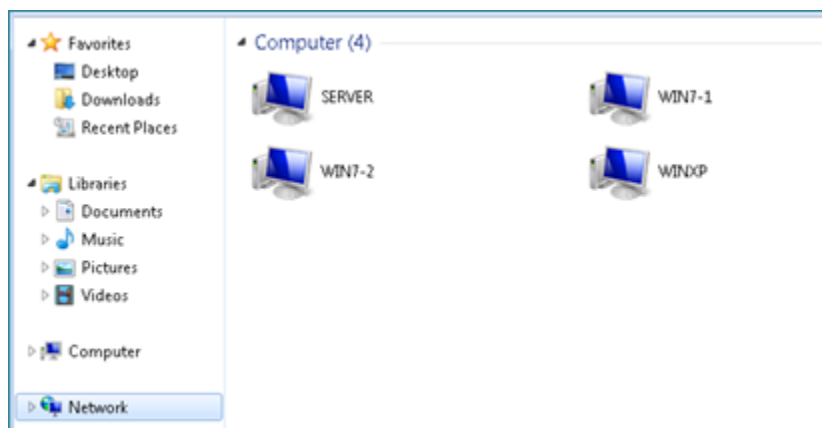 Favorites
Desktop
Downloads
Recent Places
Libraries
Documents
Music
Pictures
Videos
Computer
Network
Computer (4)
SERVER
WIN7-1
WIN7-2
WINXP